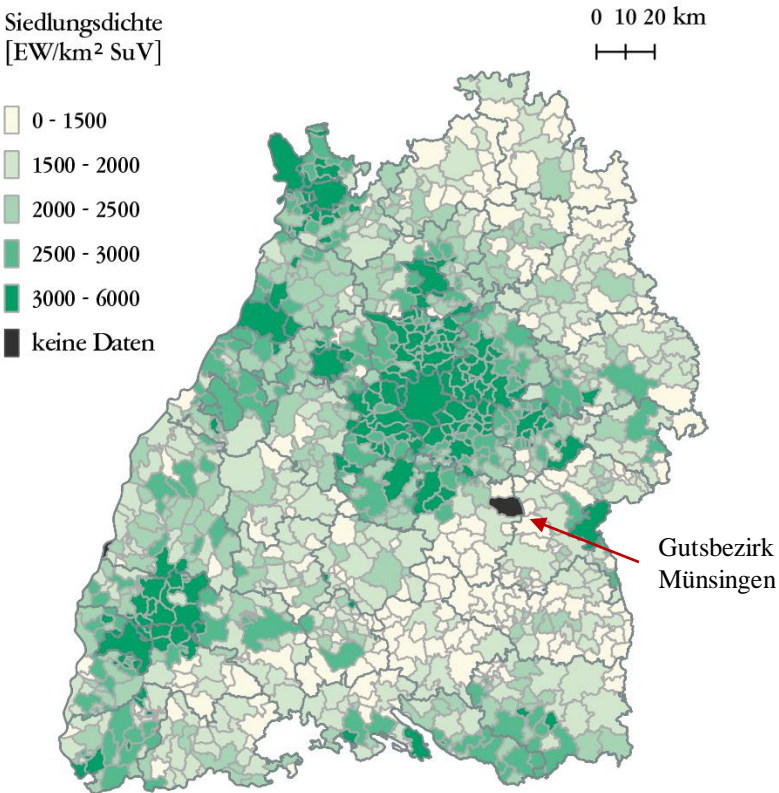 Siedlungsdichte
[EW/km² SuV]
0 - 1500
1500 - 2000
2000 - 2500
2500 - 3000
3000 - 6000
keine Daten
0 10 20 km
Gutsbezirk
Münsingen